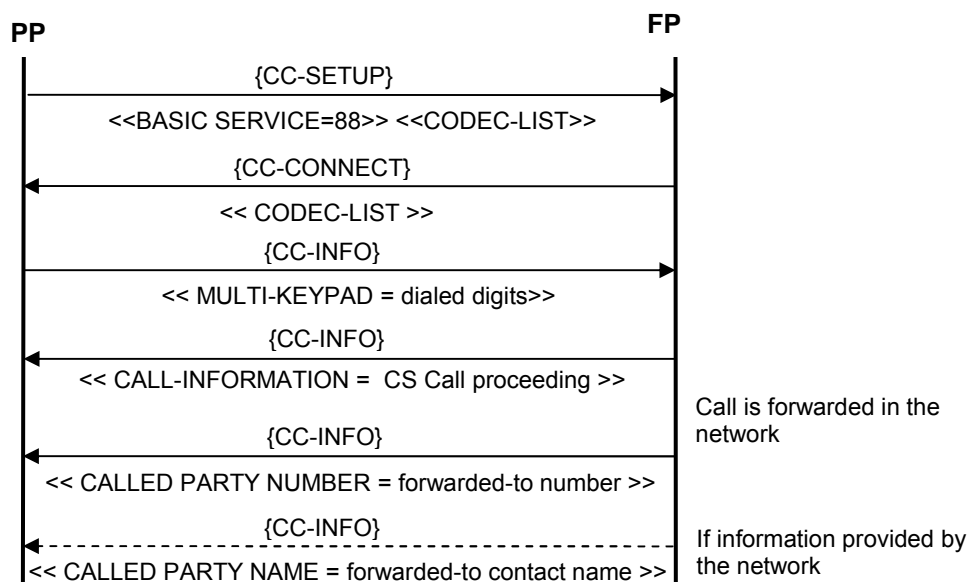 PP
FP
{CC-SETUP}
<<BASIC SERVICE=88>> <<CODEC-LIST>>
{CC-CONNECT}
<< CODEC-LIST >>
{CC-INFO}
<< MULTI-KEYPAD = dialed digits>>
{CC-INFO}
<< CALL-INFORMATION = CS Call proceeding >>
Call is forwarded in the
network
{CC-INFO}
<< CALLED PARTY NUMBER = forwarded-to number >>
{CC-INFO}
If information provided by
the network
<< CALLED PARTY NAME = forwarded-to contact name >>